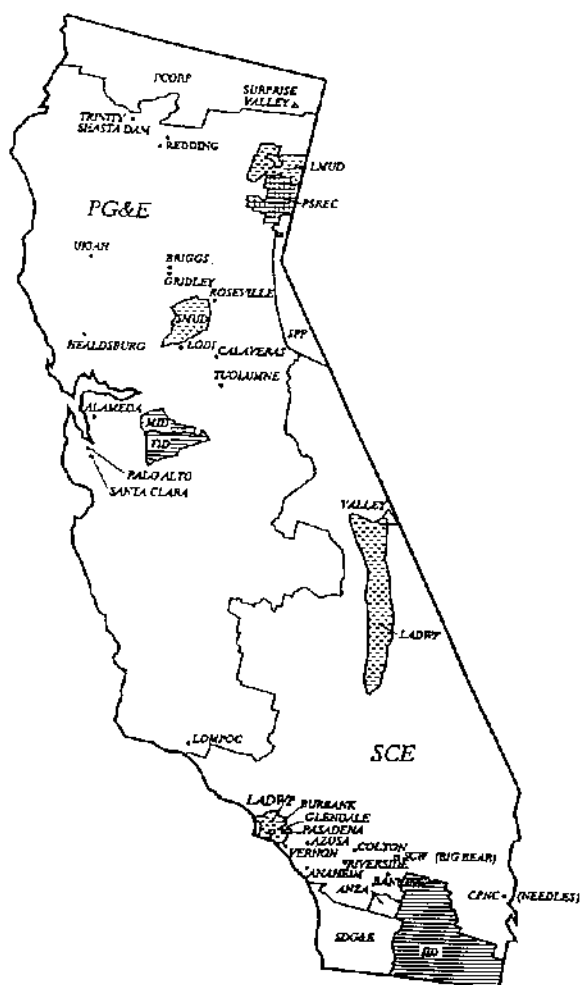 PCORP
SURPRISE
VALLEY
TRINITY
SHASTA DAM
REDDING
LMUD
PSREC
PG&E
UKIAH
BRIGGS
GRIDLEY
ROSEVILLE
SMUD
SPP
HEALDSBURG
LODI
CALAVERAS
TUOLUMNE
ALAMEDA
MID
TID
PALO ALTO
SANTA CLARA
VALLEY
LADWP
LOMPOC
SCE
LADWP
BURBANK
GLENDALE
PASADENA
AZUSA
VERNON
COLTON
SCW (BIG BEAR)
RIVERSIDE
ANAHEIM
BANNING
ANZA
CPNC (NEEDLES)
SDG&E
IID